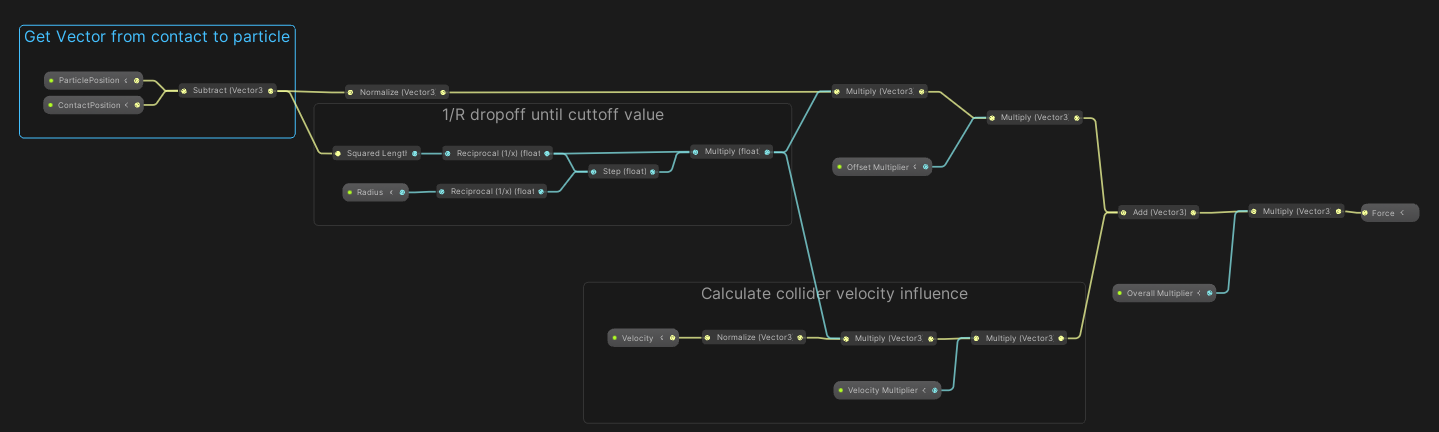 Get Vector from contact to particle
ParticlePosition
ContactPosition
Subtract (Vector3
Normalize (Vector3
1/R dropoff until cuttoff value
Squared Length
Reciprocal (1/x) (float
Radius
Reciprocal (1/x) (float
Step (float)
Multiply (float
Multiply (Vector3
Multiply (Vector3
Offset Multiplier
Add (Vector3)
Multiply (Vector3
Force
Overall Multiplier
Calculate collider velocity influence
Velocity
Normalize (Vector3
Multiply (Vector3
Multiply (Vector3
Velocity Multiplier